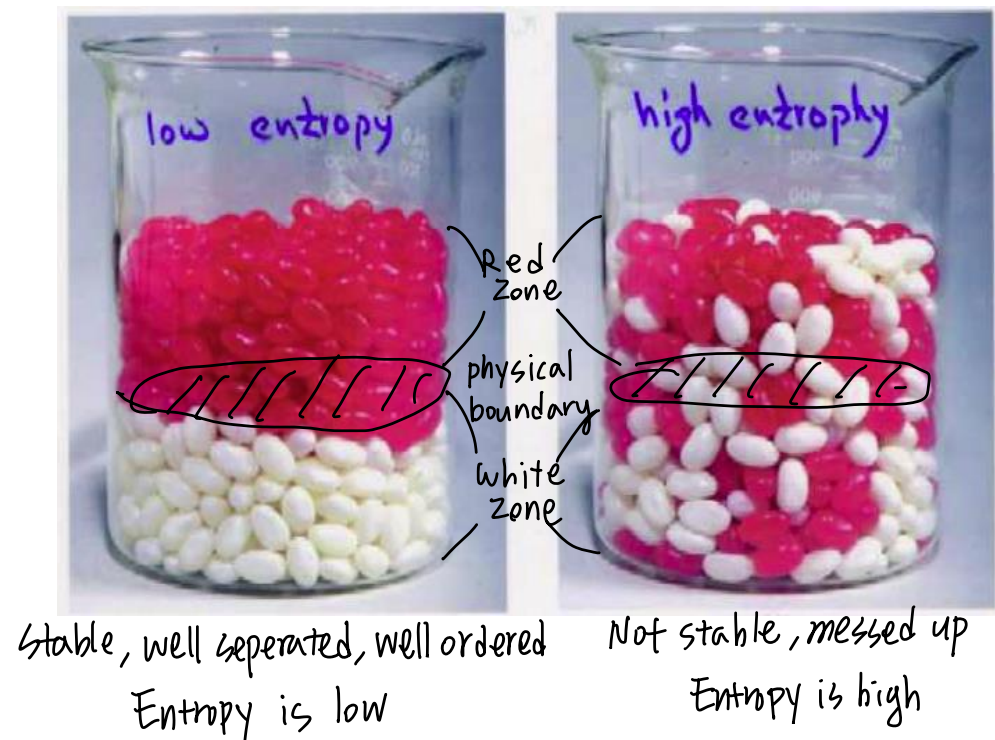 low entropy
high entrophy
Red
zone
physical
boundary
white
zone
Stable, well seperated, well ordered
Entropy is low
Not stable, messed up
Entropy is high